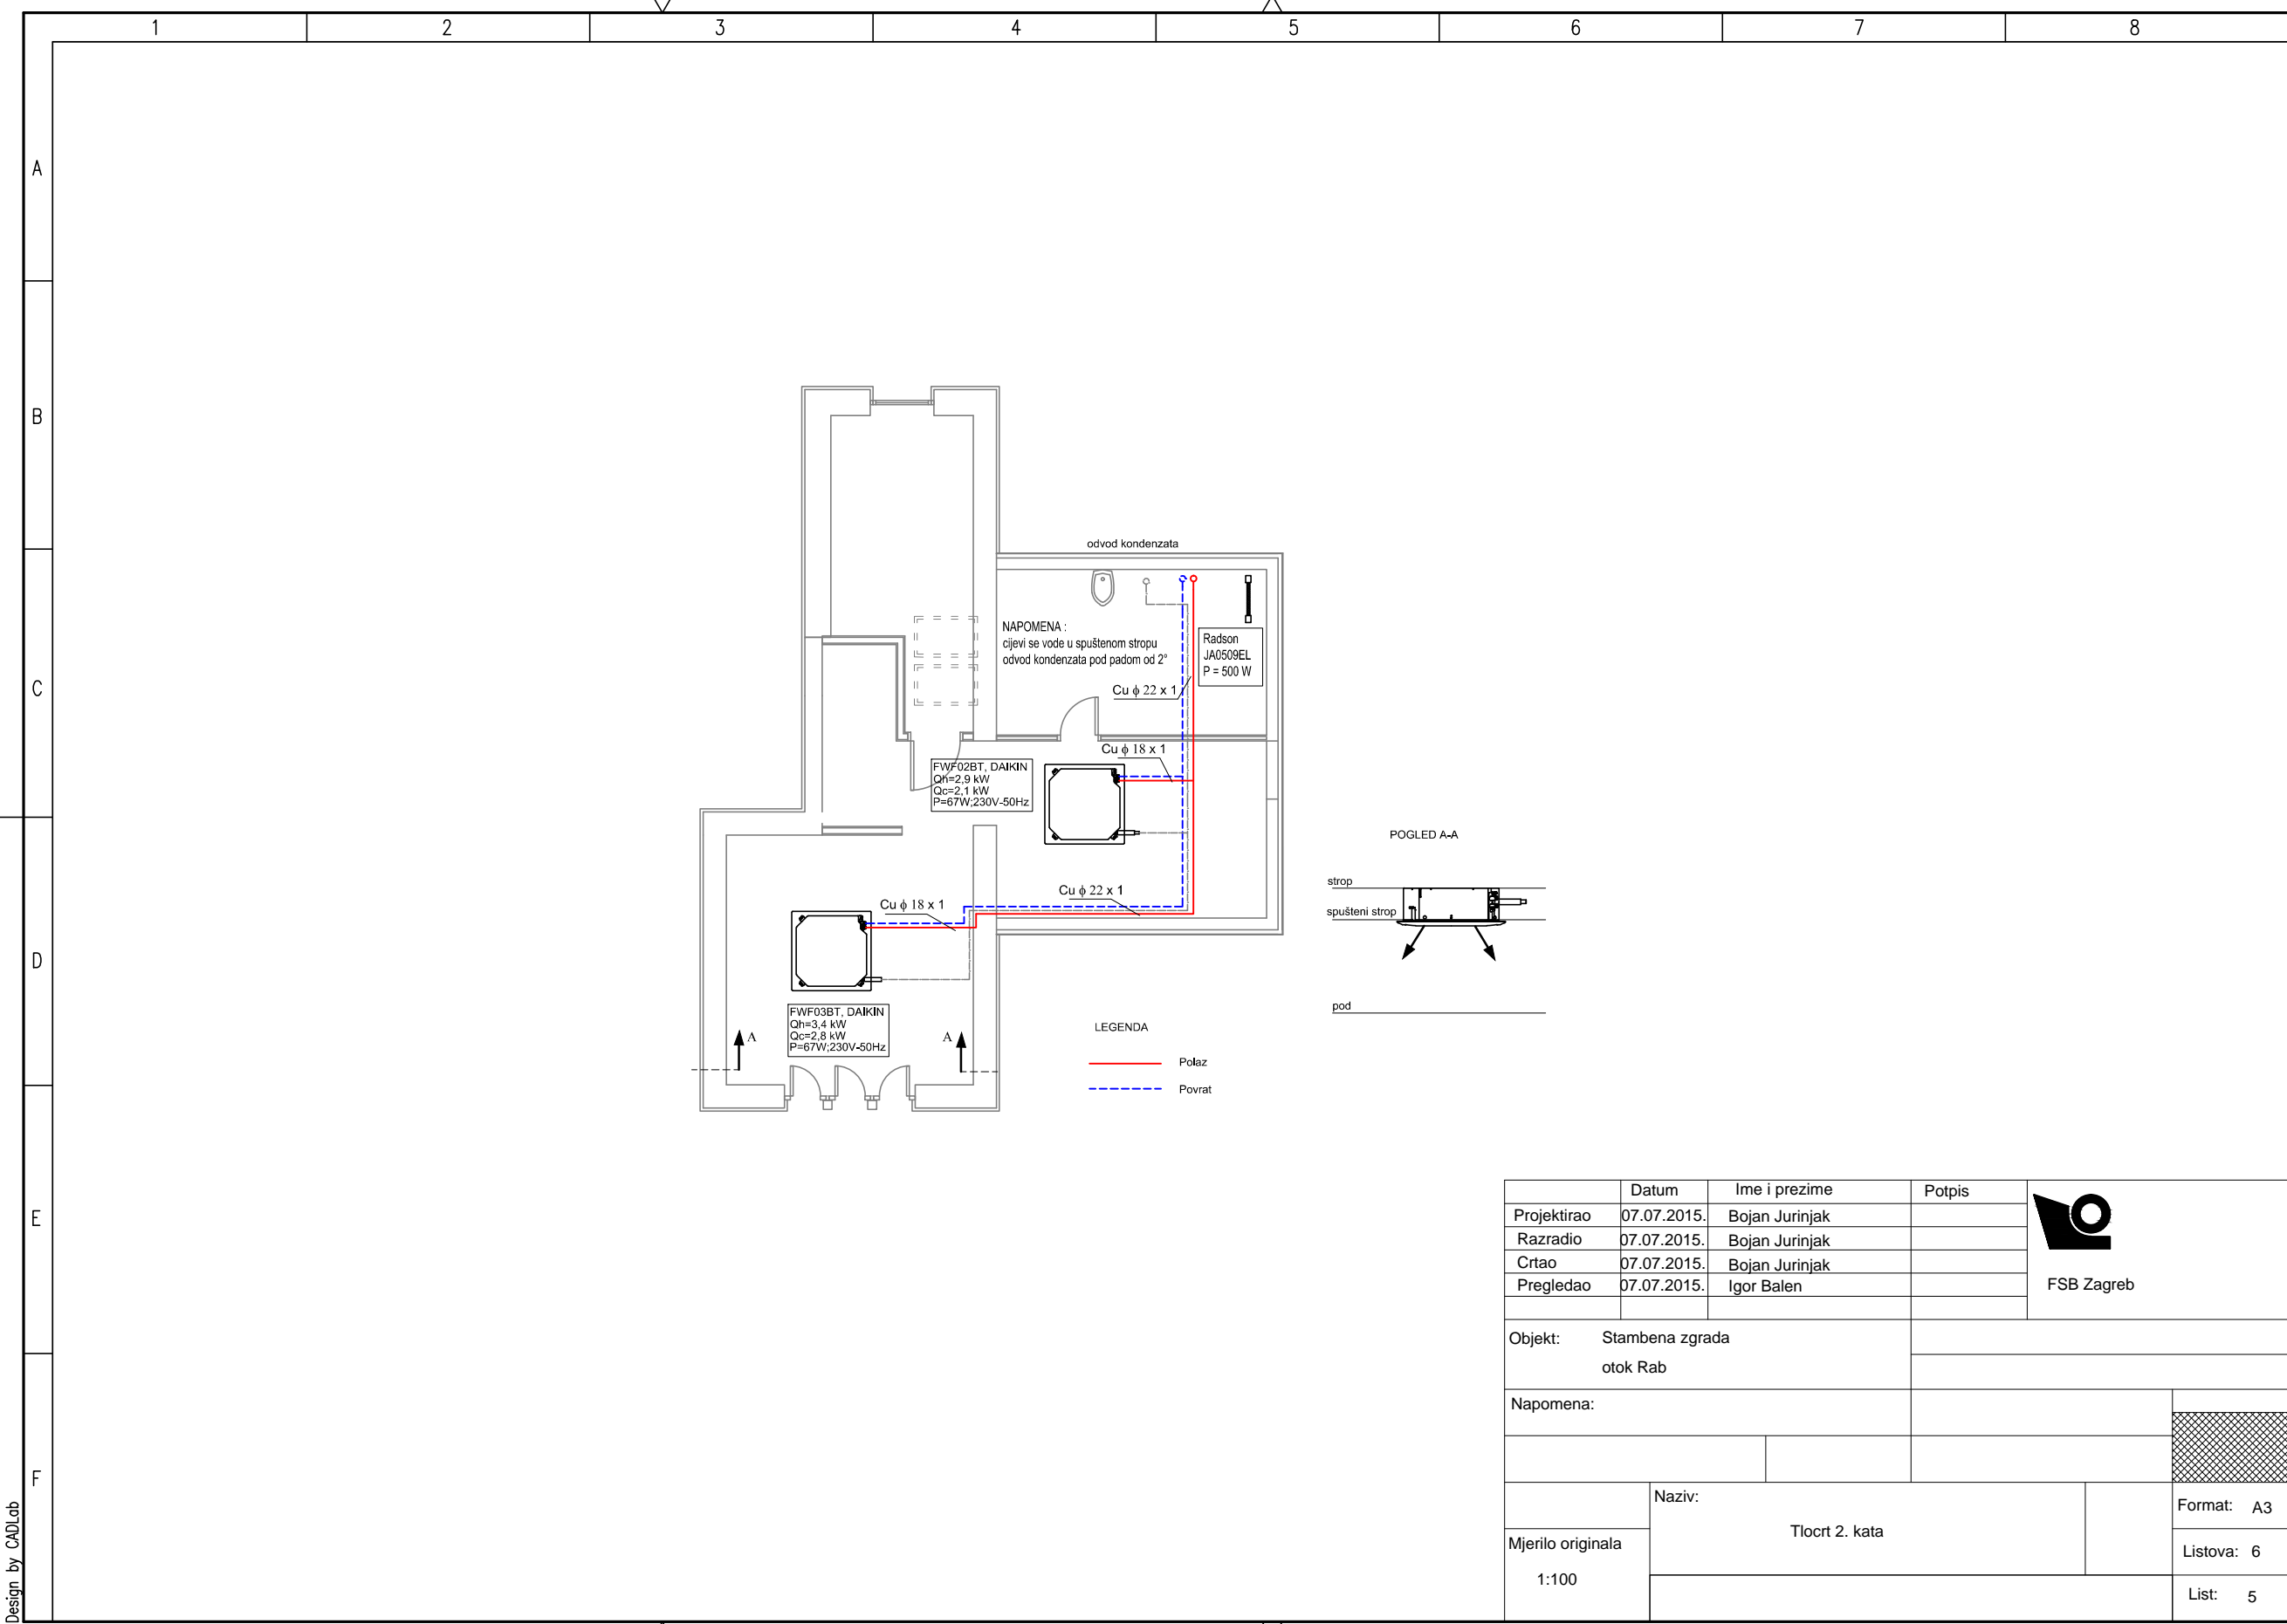 1 2 3 4 5 6 7 8
A
B
C
D
E
F
Design by CADLab
odvod kondenzata
NAPOMENA :
cijevi se vode u spuštenom stropu
odvod kondenzata pod padom od 2°
Radson
JA0509EL
P = 500 W
Cu ϕ 22 x 1
Cu ϕ 18 x 1
FWF02BT, DAIKIN
Qh=2,9 kW
Qc=2,1 kW
P=67W;230V-50Hz
Cu ϕ 22 x 1
Cu ϕ 18 x 1
FWF03BT, DAIKIN
Qh=3,4 kW
Qc=2,8 kW
P=67W;230V-50Hz
A
A
POGLED A-A
strop
spušteni strop
pod
LEGENDA
Polaz
Povrat
Datum Ime i prezime Potpis
Projektirao 07.07.2015. Bojan Jurinjak
Razradio 07.07.2015. Bojan Jurinjak
Crtao 07.07.2015. Bojan Jurinjak
Pregledao 07.07.2015. Igor Balen
FSB Zagreb
Objekt: Stambena zgrada
otok Rab
Napomena:
Naziv:
Tlocrt 2. kata
Mjerilo originala
1:100
Format: A3
Listova: 6
List: 5